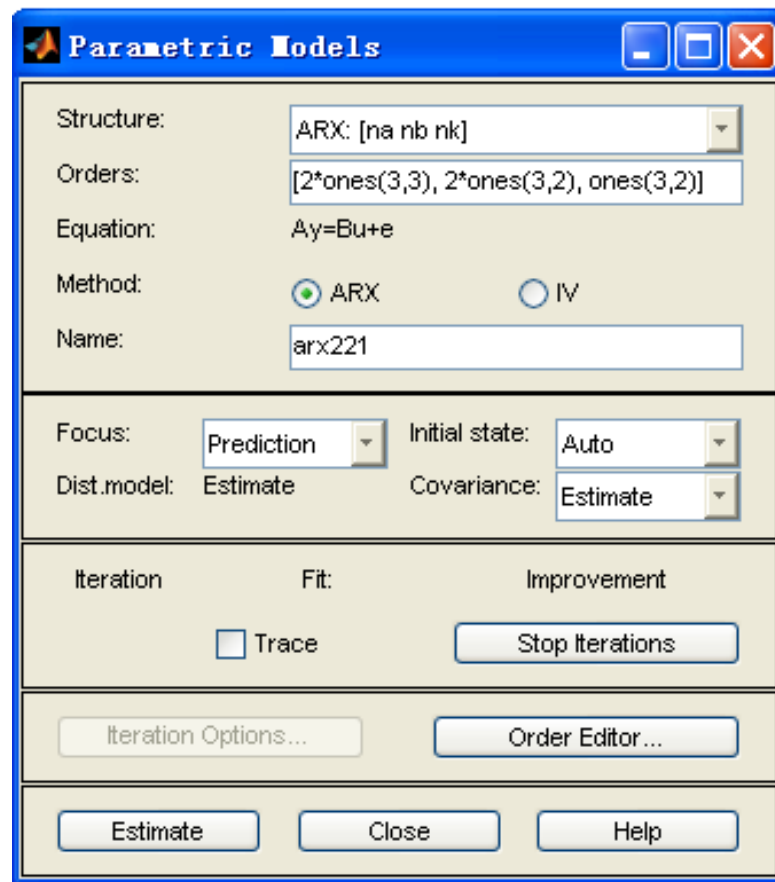 Parametric Models
Structure: ARX: [na nb nk]
Orders: [2*ones(3,3), 2*ones(3,2), ones(3,2)]
Equation: Ay=Bu+e
Method: ARX IV
Name: arx221
Focus: Prediction Initial state: Auto
Dist.model: Estimate Covariance: Estimate
Iteration Fit: Improvement
Trace Stop Iterations
Iteration Options... Order Editor...
Estimate Close Help